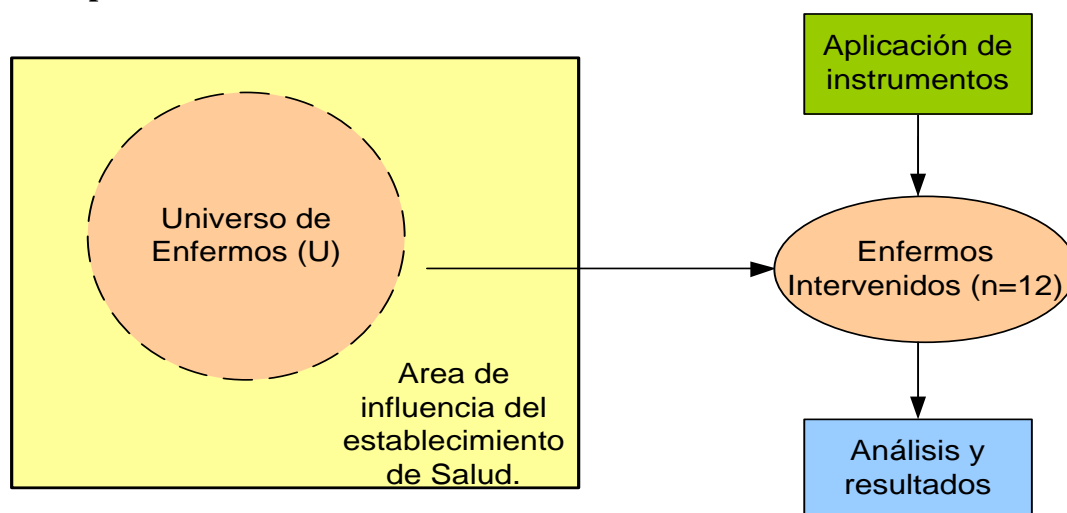 Universo de
Enfermos (U)
Area de
influencia del
establecimiento
de Salud.
Aplicación de
instrumentos
Enfermos
Intervenidos (n=12)
Análisis y
resultados